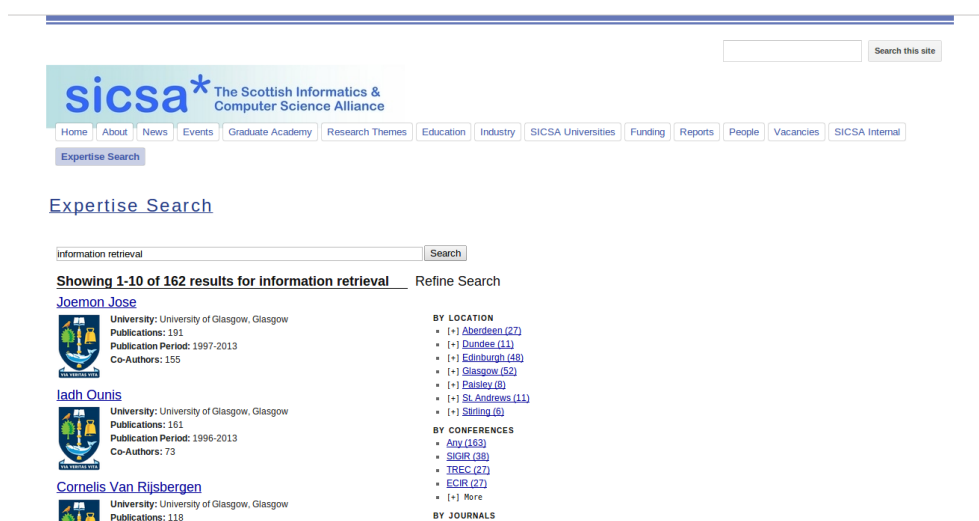 Search this site
sicsa* The Scottish Informatics &
Computer Science Alliance
Home About News Events Graduate Academy Research Themes Education Industry SICSA Universities Funding Reports People Vacancies SICSA Internal
Expertise Search
Expertise Search
information retrieval Search
Showing 1-10 of 162 results for information retrieval
Joemon Jose
University: University of Glasgow, Glasgow
Publications: 191
Publication Period: 1997-2013
Co-Authors: 155
VIA VERITAS VITA
Iadh Ounis
University: University of Glasgow, Glasgow
Publications: 161
Publication Period: 1996-2013
Co-Authors: 73
VIA VERITAS VITA
Cornelis Van Rijsbergen
University: University of Glasgow, Glasgow
Publications: 118
Refine Search
BY LOCATION
[+] Aberdeen (27)
[+] Dundee (11)
[+] Edinburgh (48)
[+] Glasgow (52)
[+] Paisley (8)
[+] St. Andrews (11)
[+] Stirling (6)
BY CONFERENCES
Any (163)
SIGIR (38)
TREC (27)
ECIR (27)
[+] More
BY JOURNALS